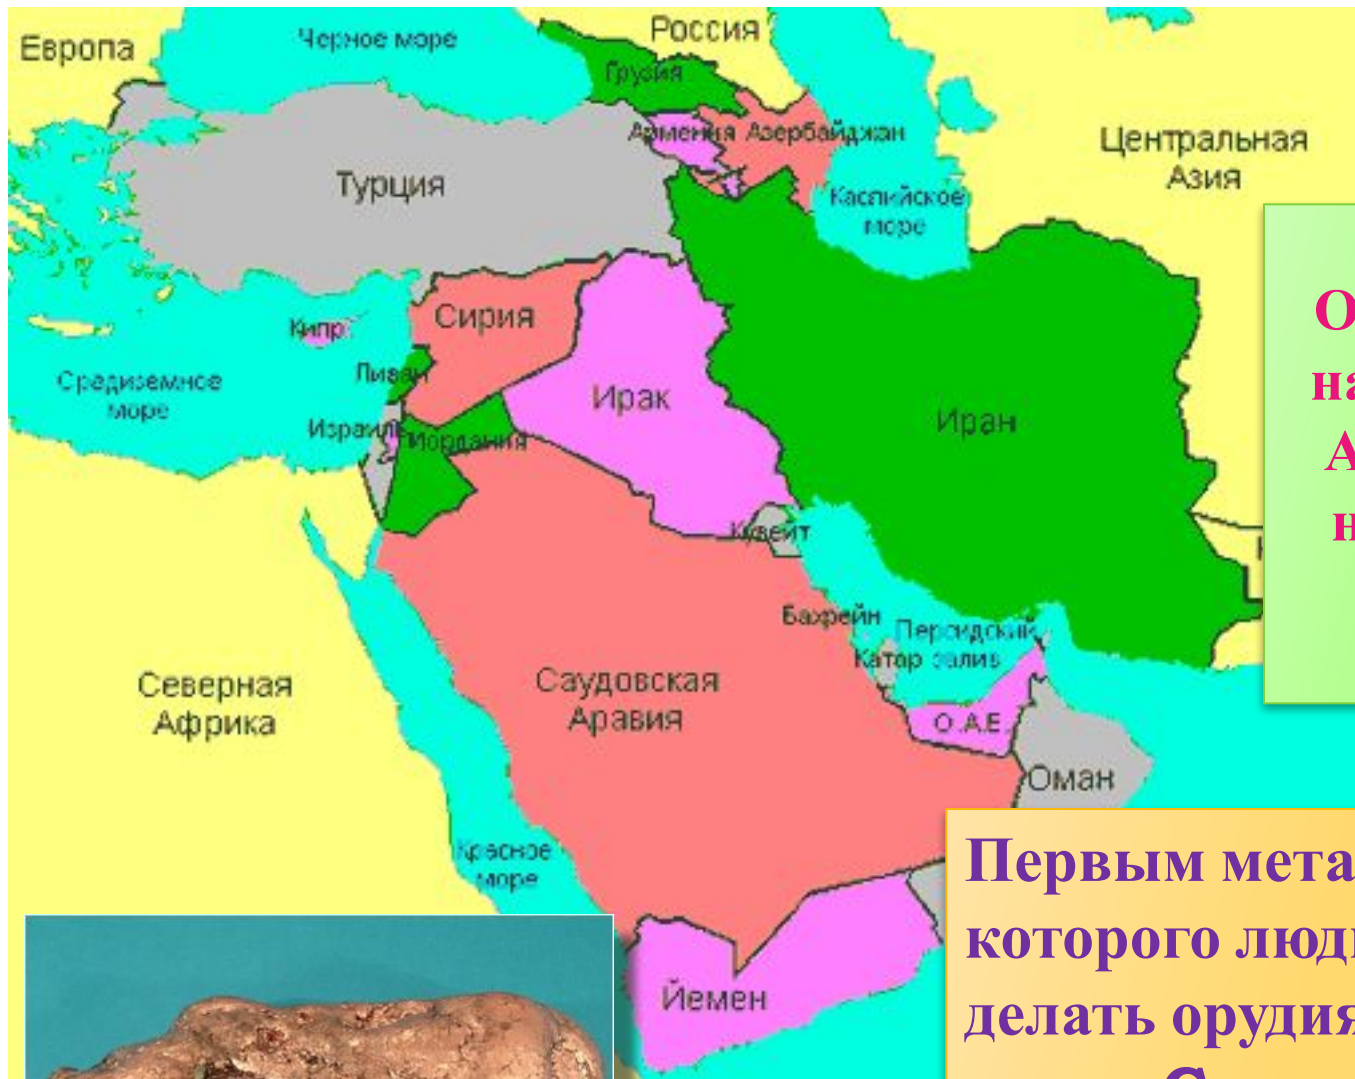 Европа
Черное море
Россия
Грузия
Армения
Азербайджан
Центральная
Азия
Турция
Каспийское
море
Кипр
Сирия
Средиземное
море
Ливан
Израиль
Иордания
Ирак
Иран
Кувейт
Бахрейн
Персидский
залив
Катар
Северная
Африка
Саудовская
Аравия
О.А.Е.
Оман
Красное
море
Йемен
О
на
А
н
Первым мета
которого люд
делать орудия